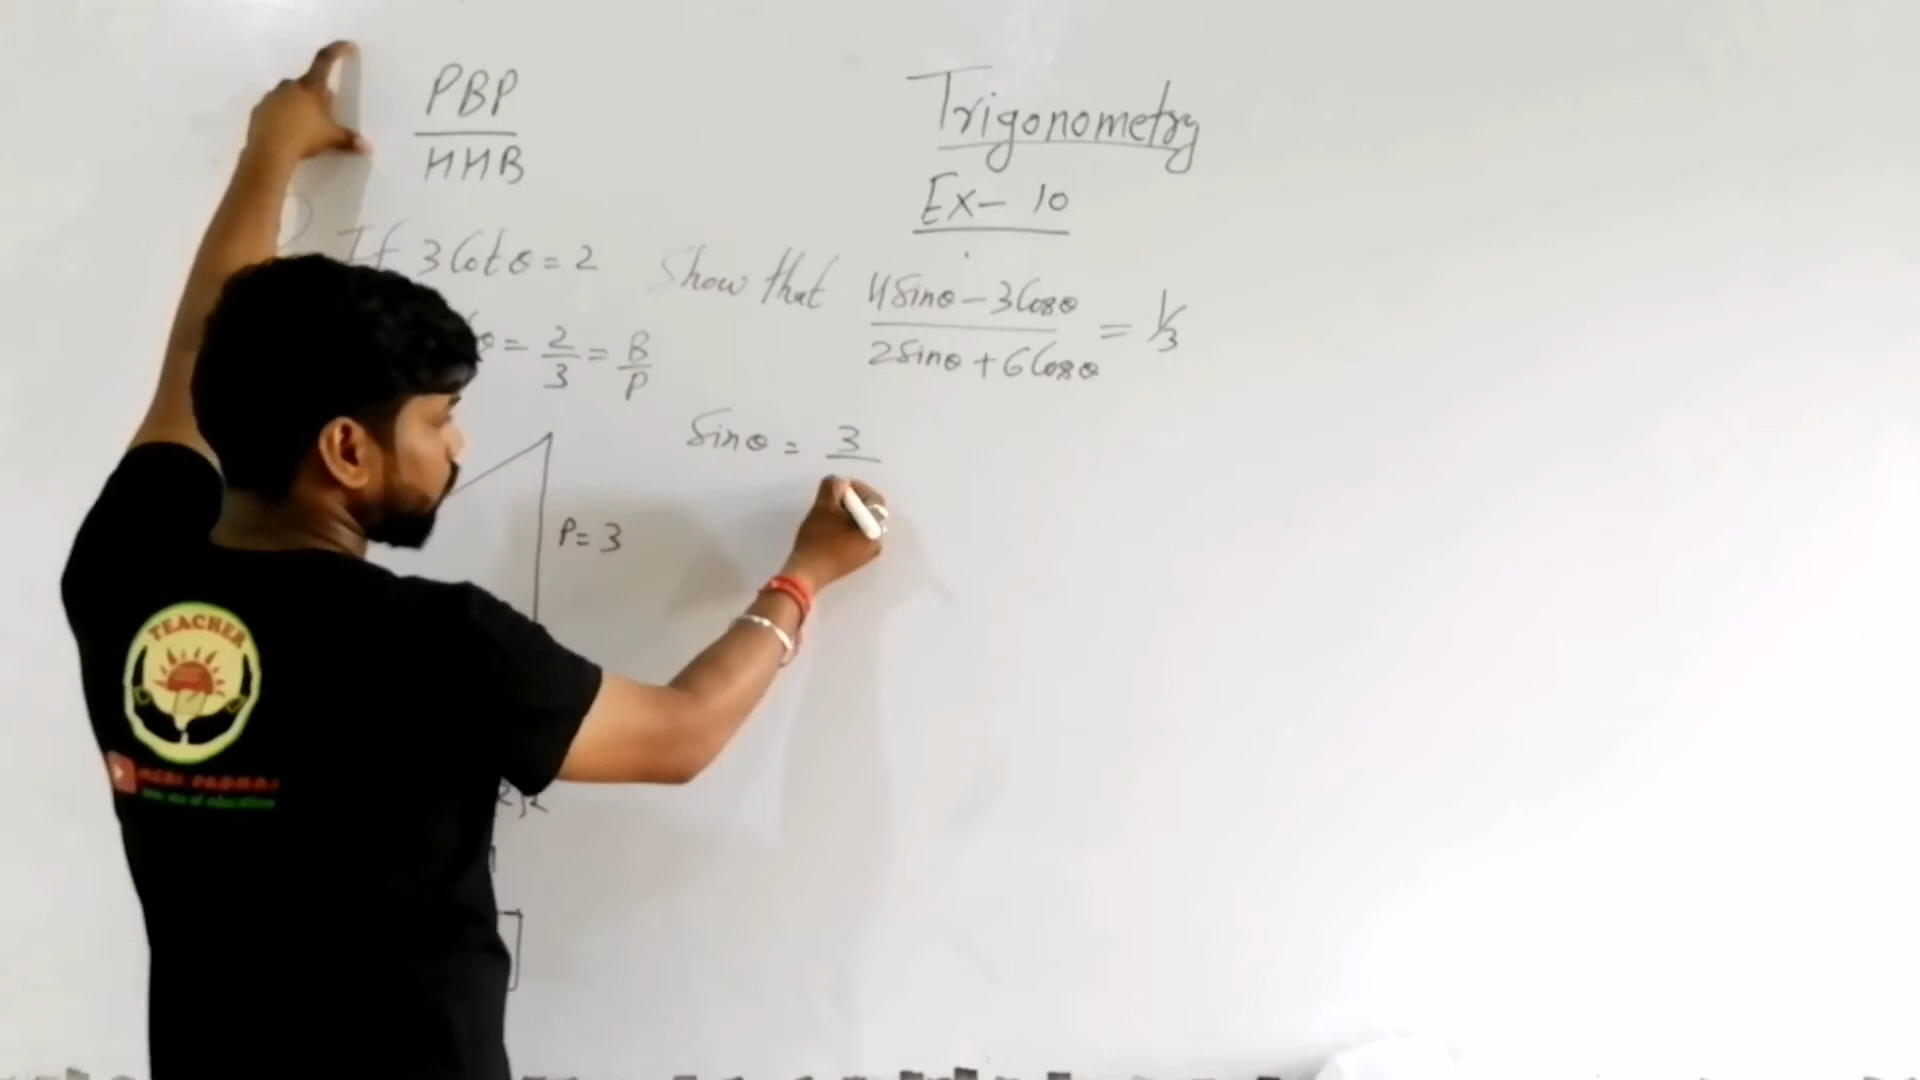 PBP
HHB
Trigonometry
Ex- 10
If 3Cotθ = 2 Show that 4Sinθ - 3Cosθ / 2Sinθ + 6Cosθ = 1/3
θ = 2/3 = B/P
Sinθ = 3
P = 3
TEACHER